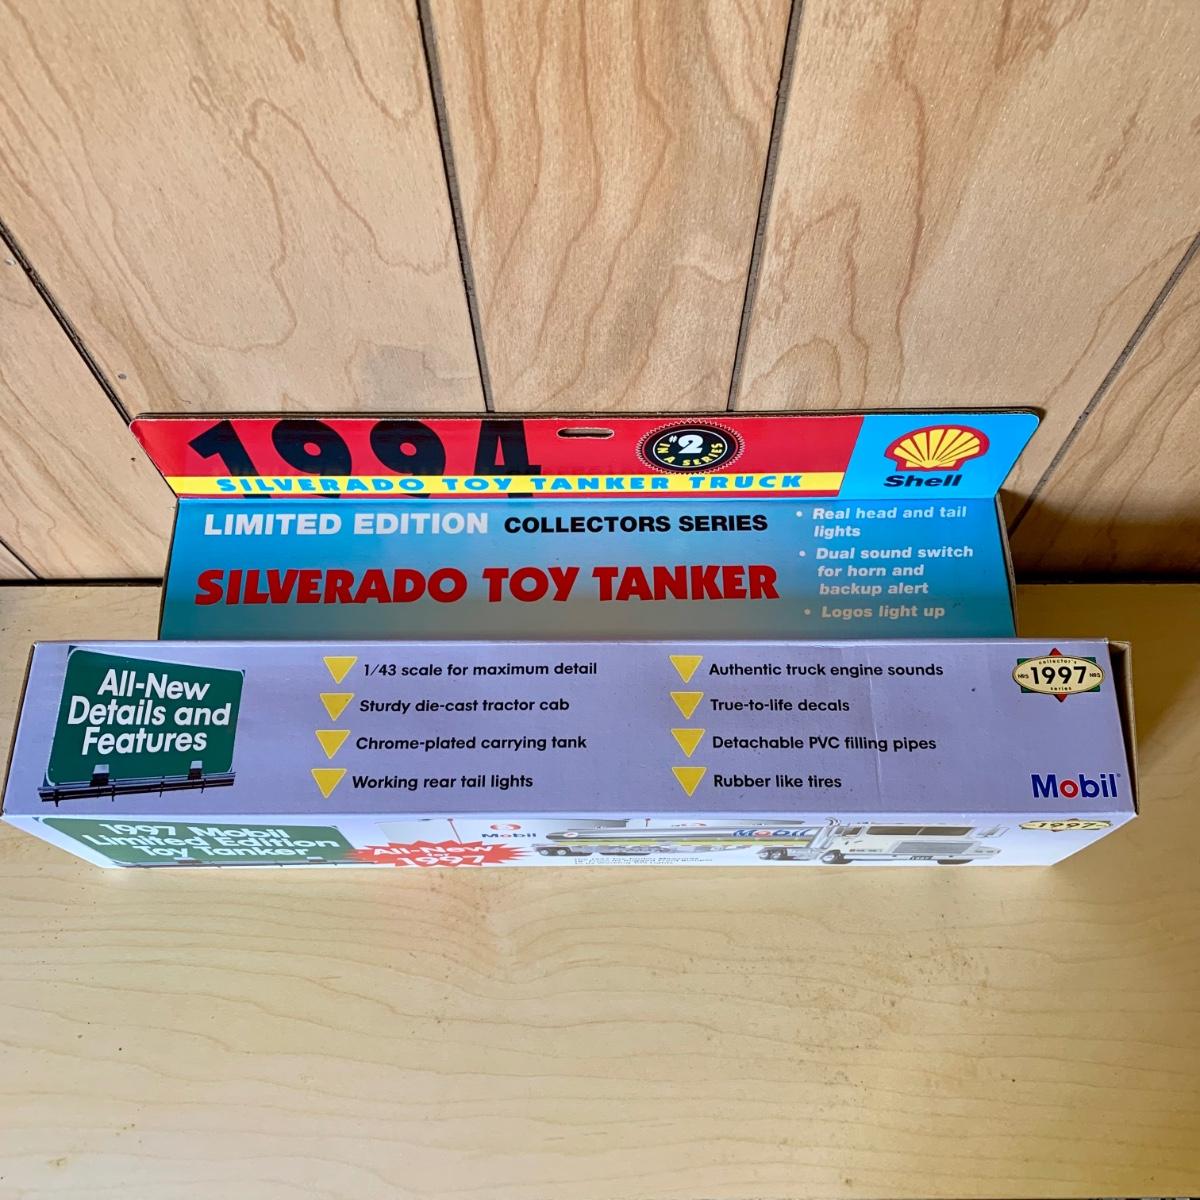 1994
#2
IN A SERIES
SILVERADO TOY TANKER TRUCK
Shell
LIMITED EDITION COLLECTORS SERIES
SILVERADO TOY TANKER
• Real head and tail
lights
• Dual sound switch
for horn and
backup alert
• Logos light up
All-New
Details and
Features
1/43 scale for maximum detail
Sturdy die-cast tractor cab
Chrome-plated carrying tank
Working rear tail lights
Authentic truck engine sounds
True-to-life decals
Detachable PVC filling pipes
Rubber like tires
collector's
1997
series
Mobil
1997 Mobil
Limited Edition
Toy Tanker
All-New
1997
Mobil
Mobil
1997